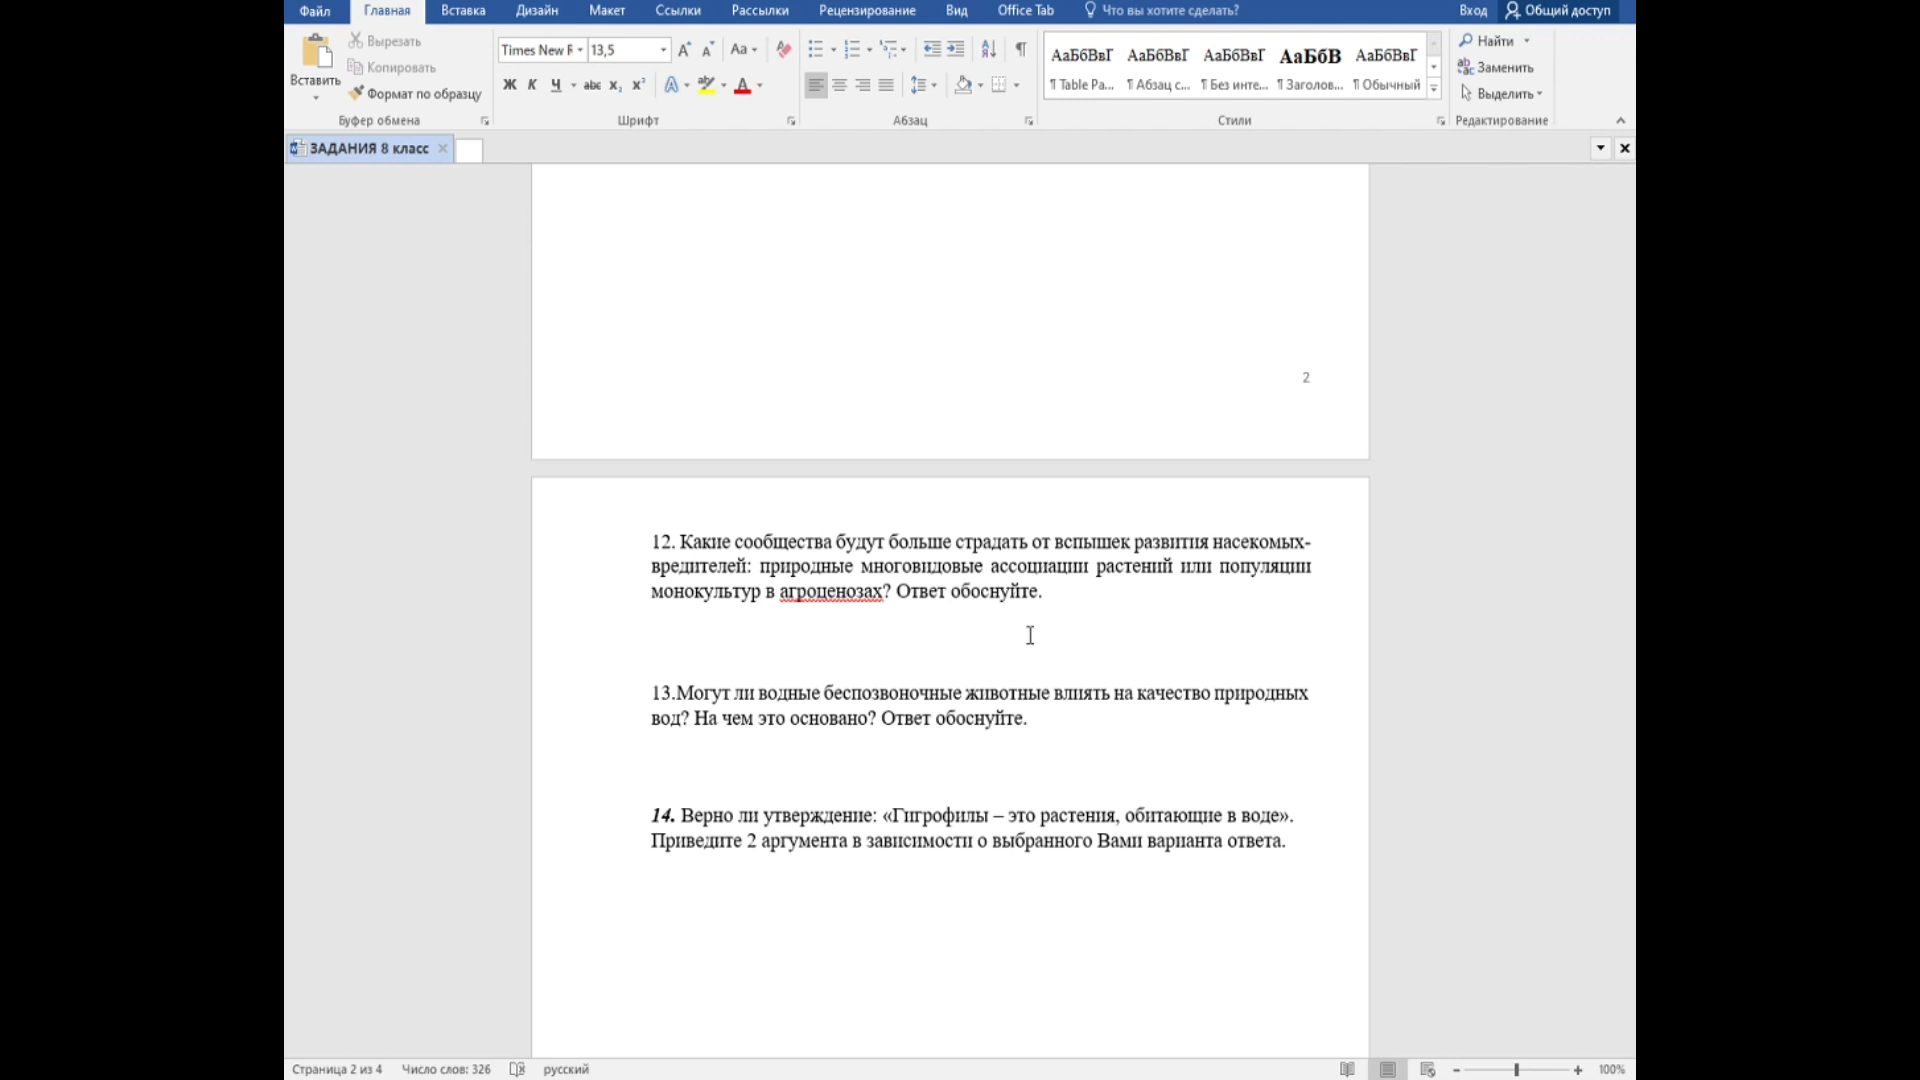 Файл Главная Вставка Дизайн Макет Ссылки Рассылки Рецензирование Вид Office Tab Что вы хотите сделать? Вход Общий доступ
Вставить
Вырезать
Копировать
Формат по образцу
Буфер обмена
Times New F 13,5
Aa
Ж К Ч abc x₂ x²
Шрифт
Абзац
АаБбВвГ АаБбВвГ АаБбВвГ АаБбВ АаБбВвГ
¶ Table Pa... ¶ Абзац с... ¶ Без инте... ¶ Заголов... ¶ Обычный
Стили
Найти
Заменить
Выделить
Редактирование
ЗАДАНИЯ 8 класс
2
12. Какие сообщества будут больше страдать от вспышек развития насекомых-
вредителей: природные многовидовые ассоциации растений или популяции
монокультур в агроценозах? Ответ обоснуйте.
13.Могут ли водные беспозвоночные животные влиять на качество природных
вод? На чем это основано? Ответ обоснуйте.
14. Верно ли утверждение: «Гигрофилы – это растения, обитающие в воде».
Приведите 2 аргумента в зависимости о выбранного Вами варианта ответа.
Страница 2 из 4 Число слов: 326 русский 100%